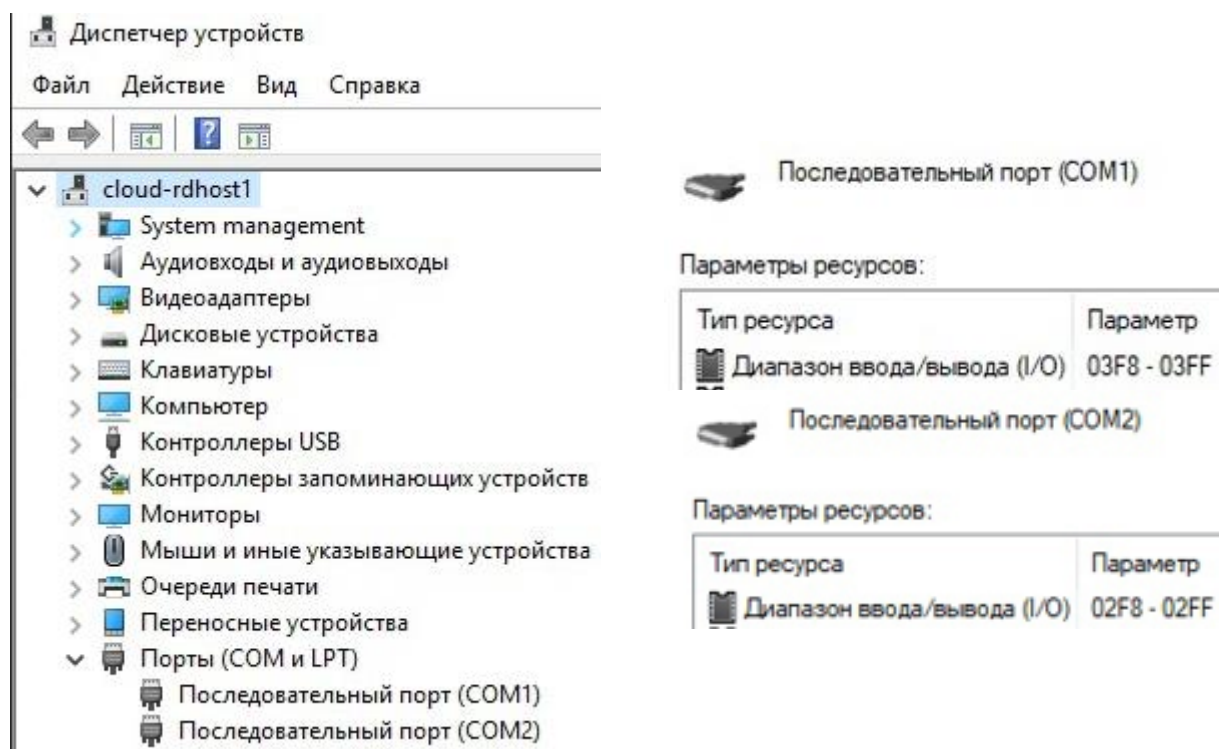 Диспетчер устройств
Файл Действие Вид Справка
cloud-rdhost1
System management
Аудиовходы и аудиовыходы
Видеоадаптеры
Дисковые устройства
Клавиатуры
Компьютер
Контроллеры USB
Контроллеры запоминающих устройств
Мониторы
Мыши и иные указывающие устройства
Очереди печати
Переносные устройства
Порты (COM и LPT)
Последовательный порт (COM1)
Последовательный порт (COM2)
Последовательный порт (COM1)
Параметры ресурсов:
Тип ресурса Параметр
Диапазон ввода/вывода (I/O) 03F8 - 03FF
Последовательный порт (COM2)
Параметры ресурсов:
Тип ресурса Параметр
Диапазон ввода/вывода (I/O) 02F8 - 02FF